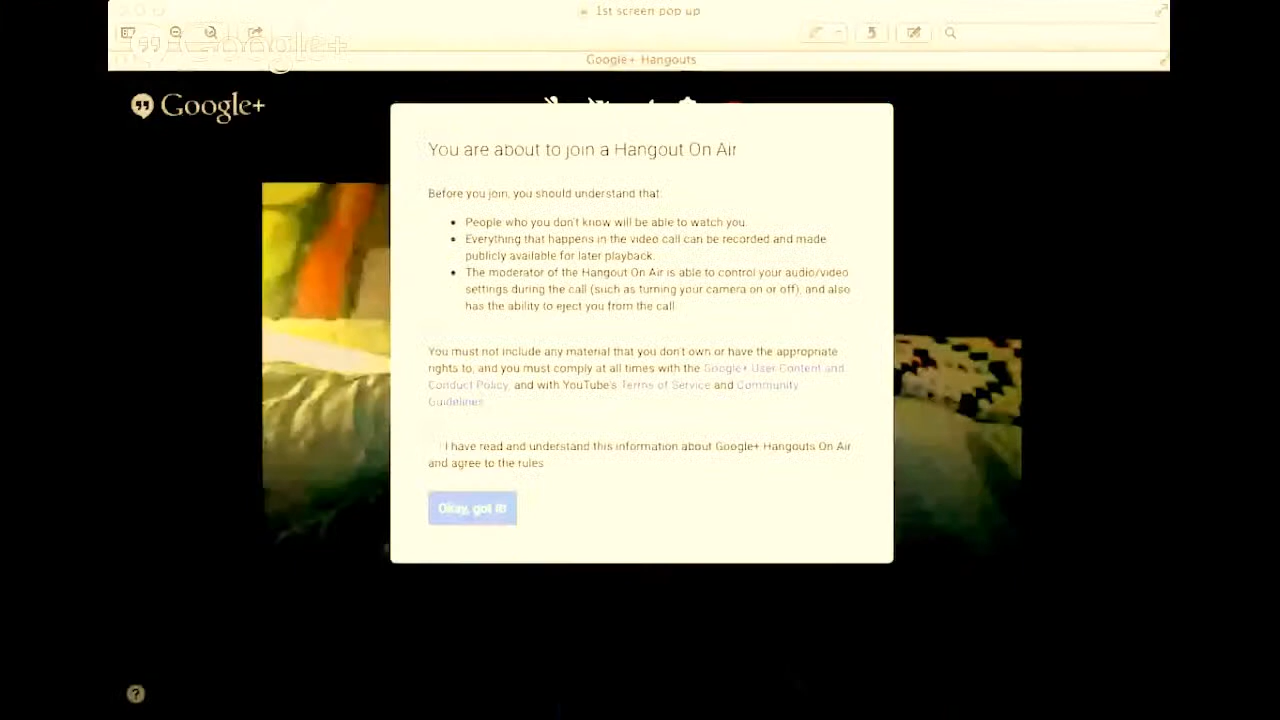 1st screen pop up
Google+
Google+ Hangouts
Google+
You are about to join a Hangout On Air
Before you join, you should understand that:
People who you don't know will be able to watch you.
Everything that happens in the video call can be recorded and made
publicly available for later playback.
The moderator of the Hangout On Air is able to control your audio/video
settings during the call (such as turning your camera on or off), and also
has the ability to eject you from the call.
You must not include any material that you don't own or have the appropriate
rights to, and you must comply at all times with the Google+ User Content and
Conduct Policy, and with YouTube's Terms of Service and Community
Guidelines.
I have read and understand this information about Google+ Hangouts On Air
and agree to the rules
Okay, got it!
?